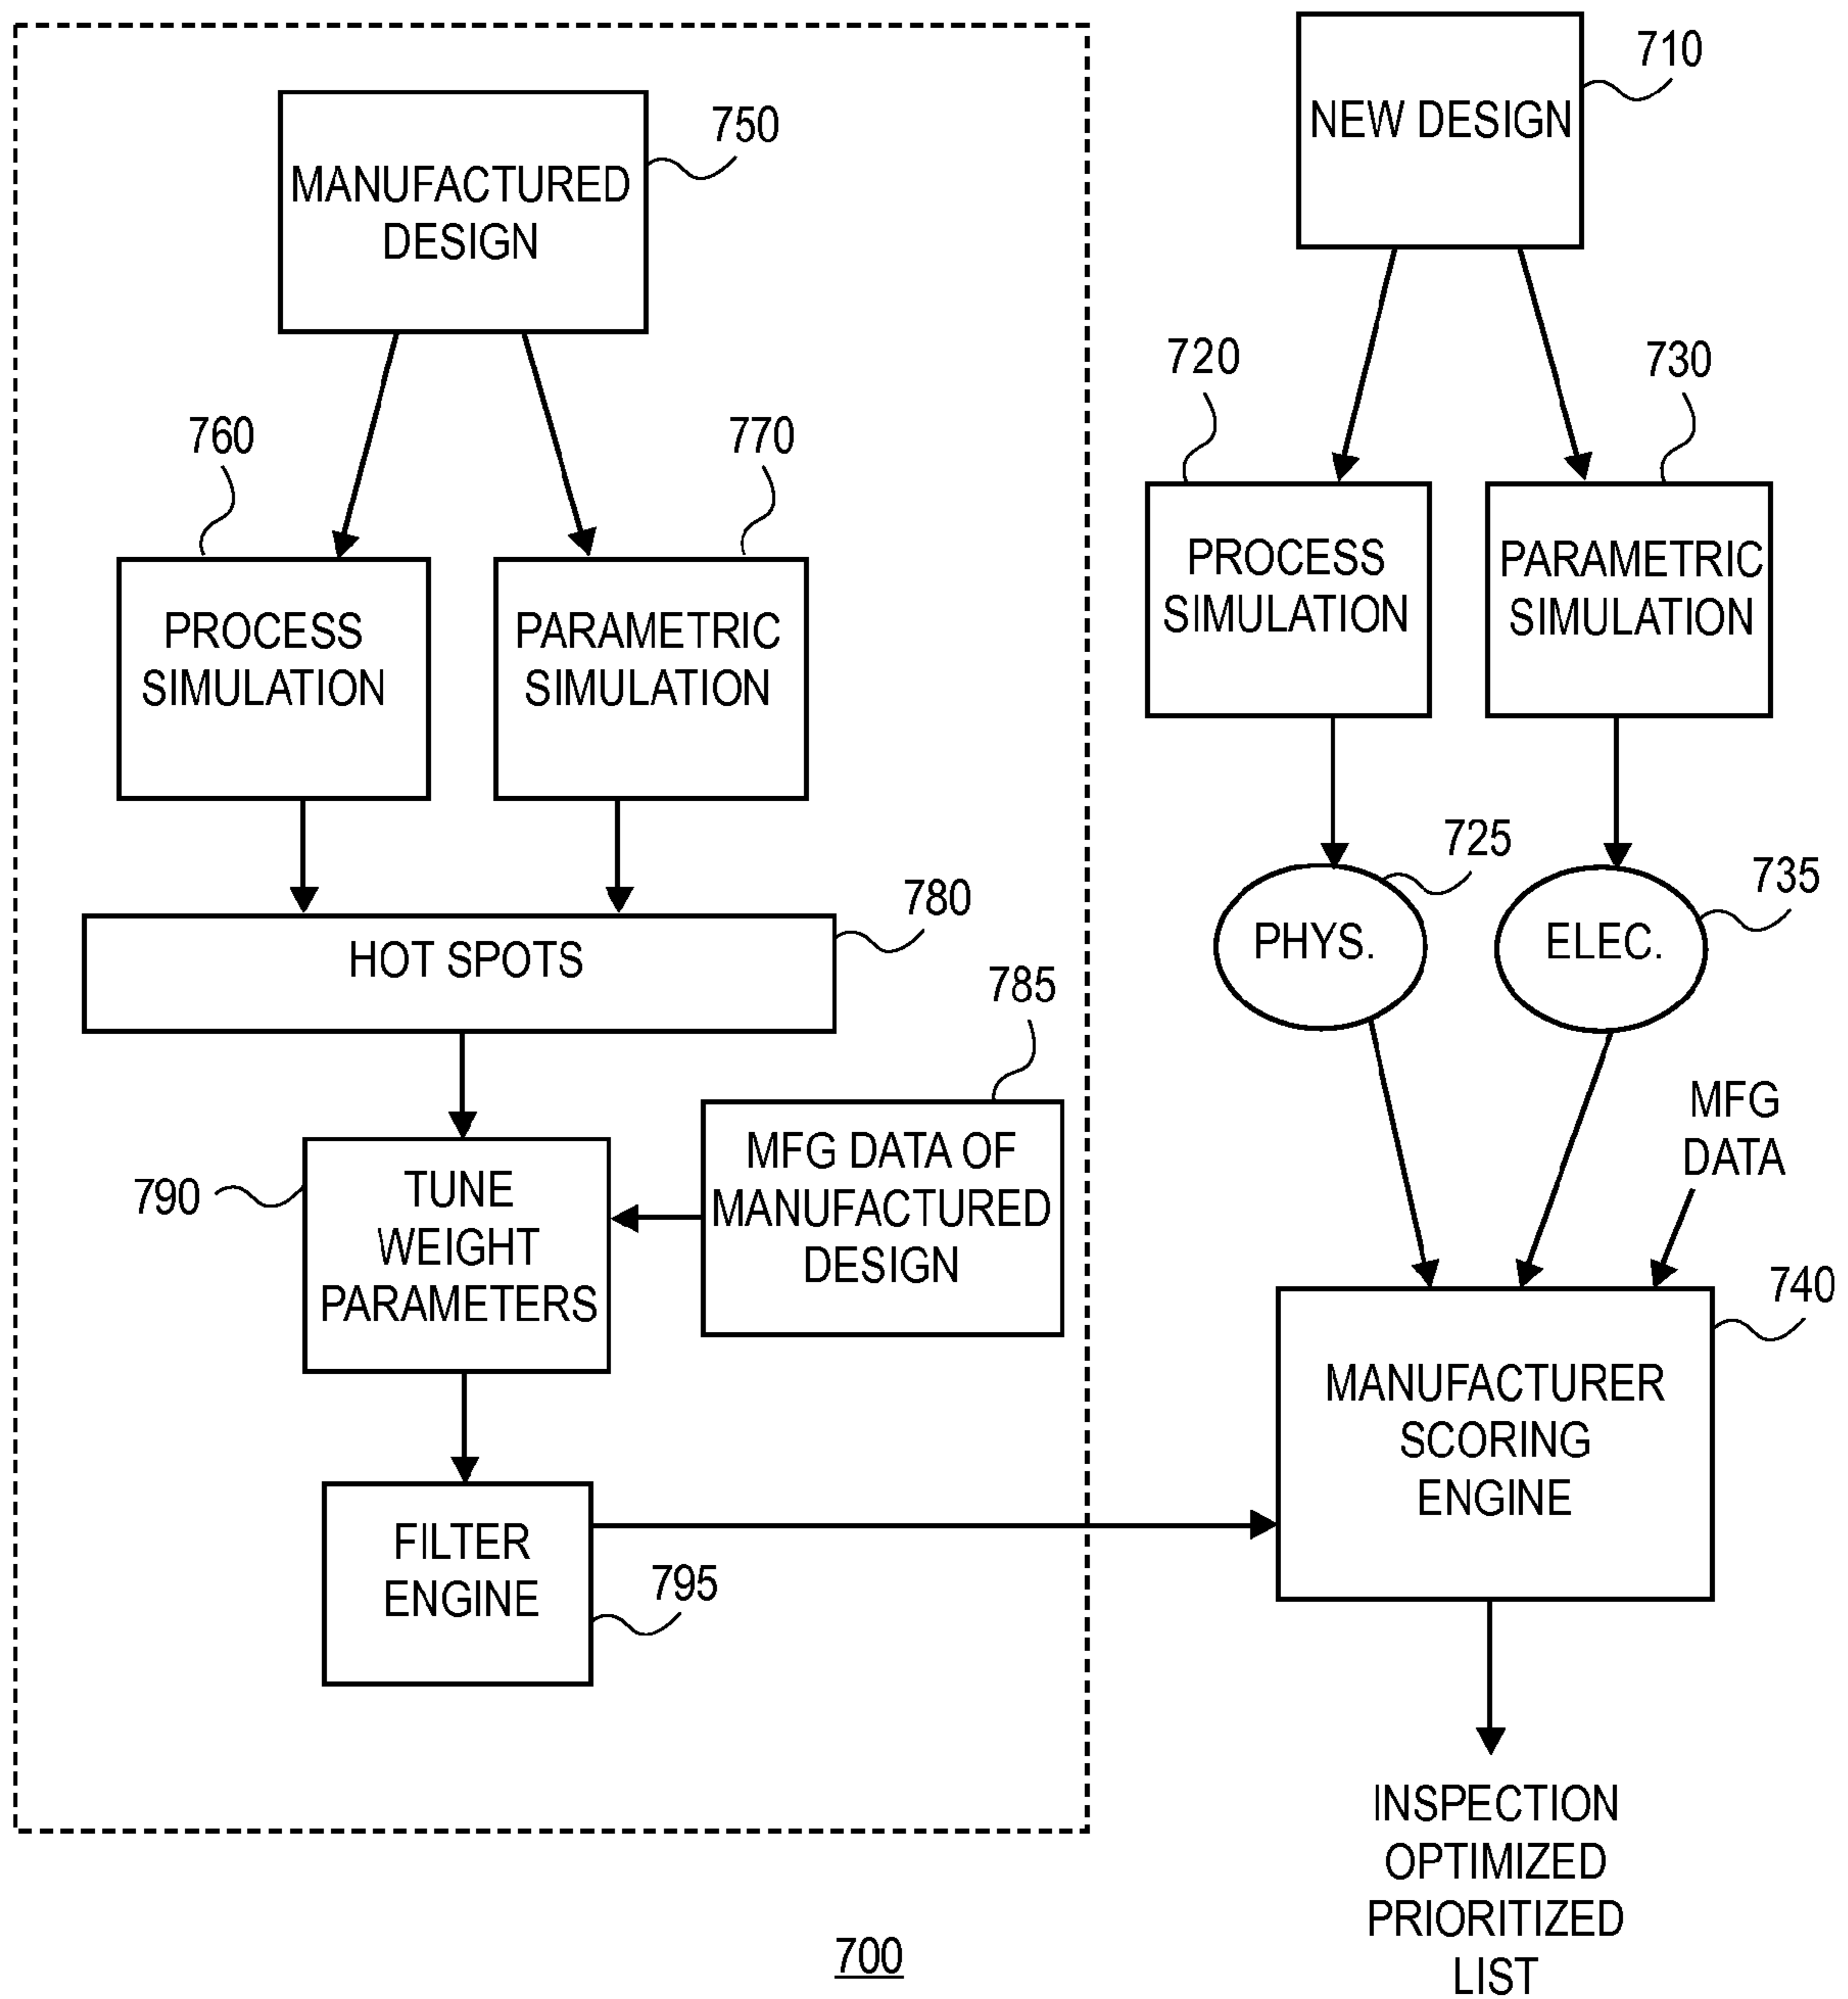 750
MANUFACTURED
DESIGN
760
770
PROCESS
SIMULATION
PARAMETRIC
SIMULATION
780
HOT SPOTS
785
790
TUNE
WEIGHT
PARAMETERS
MFG DATA OF
MANUFACTURED
DESIGN
FILTER
ENGINE
795
710
NEW DESIGN
720
730
PROCESS
SIMULATION
PARAMETRIC
SIMULATION
725
735
PHYS.
ELEC.
MFG
DATA
740
MANUFACTURER
SCORING
ENGINE
INSPECTION
OPTIMIZED
PRIORITIZED
LIST
700